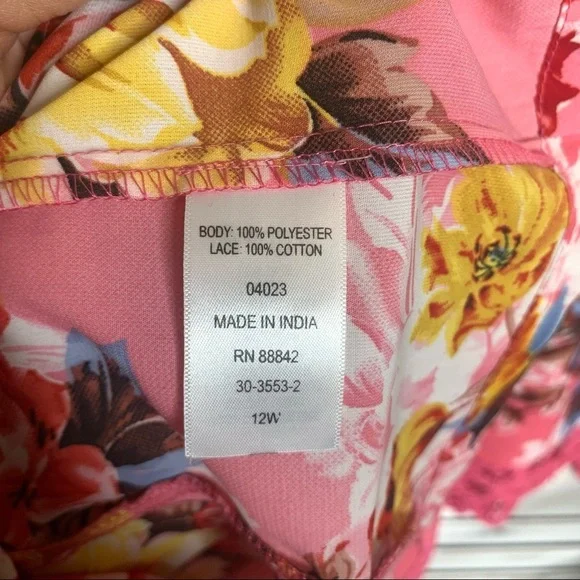 BODY: 100% POLYESTER
LACE: 100% COTTON
04023
MADE IN INDIA
RN 88842
30-3553-2
12W